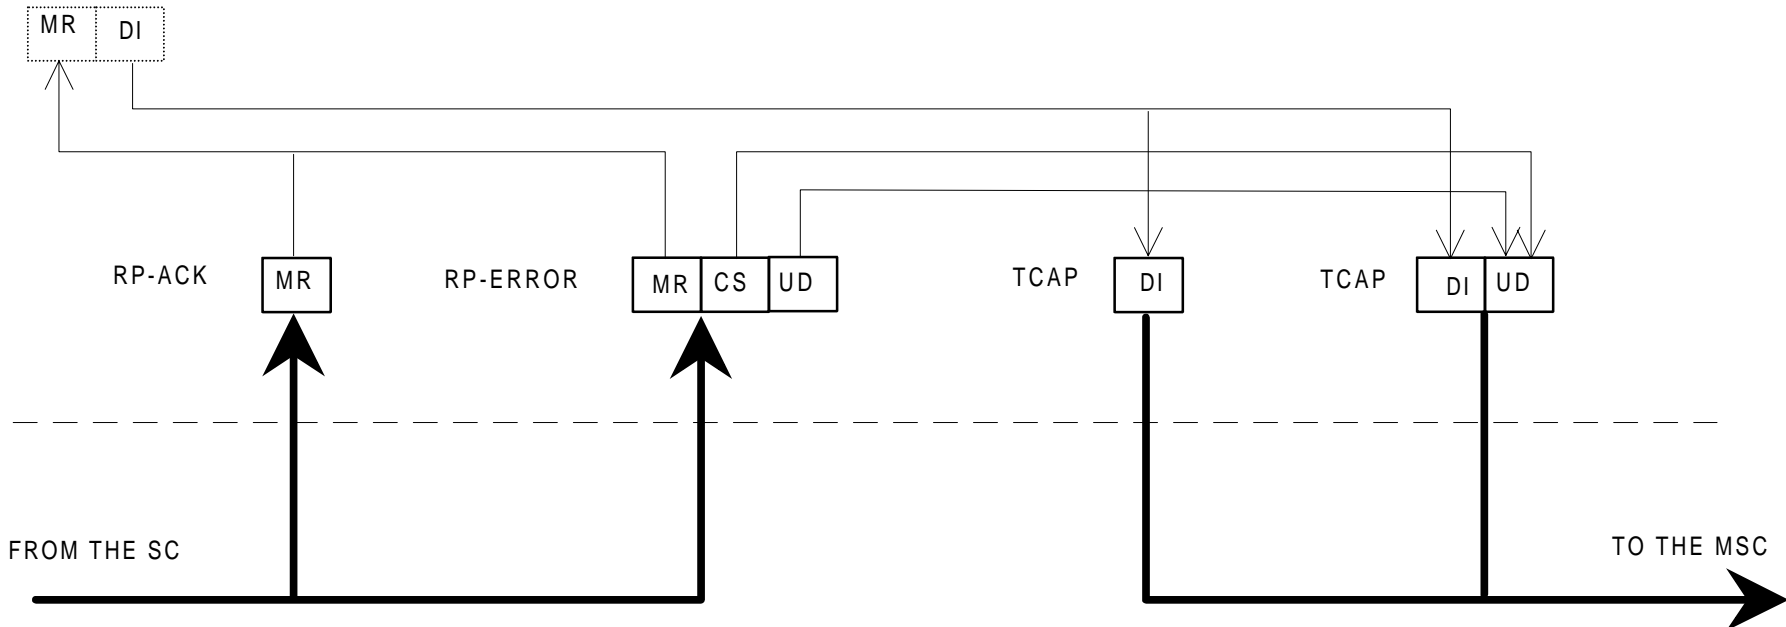 MR DI
RP-ACK MR RP-ERROR MR CS UD TCAP DI TCAP DI UD
FROM THE SC TO THE MSC